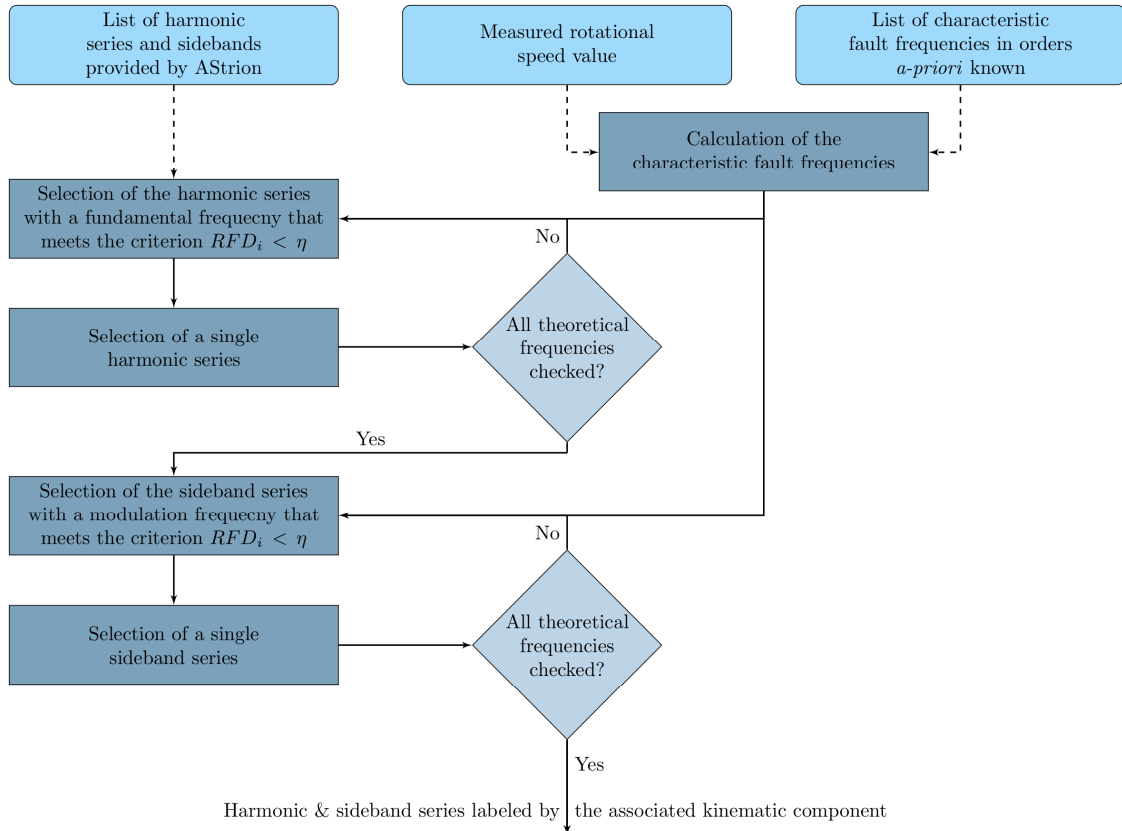 List of harmonic
series and sidebands
provided by AStrion
Measured rotational
speed value
List of characteristic
fault frequencies in orders
a-priori known
Calculation of the
characteristic fault frequencies
Selection of the harmonic series
with a fundamental frequecny that
meets the criterion RFD_i < η
No
Selection of a single
harmonic series
All theoretical
frequencies
checked?
Yes
Selection of the sideband series
with a modulation frequecny that
meets the criterion RFD_i < η
No
Selection of a single
sideband series
All theoretical
frequencies
checked?
Yes
Harmonic & sideband series labeled by the associated kinematic component